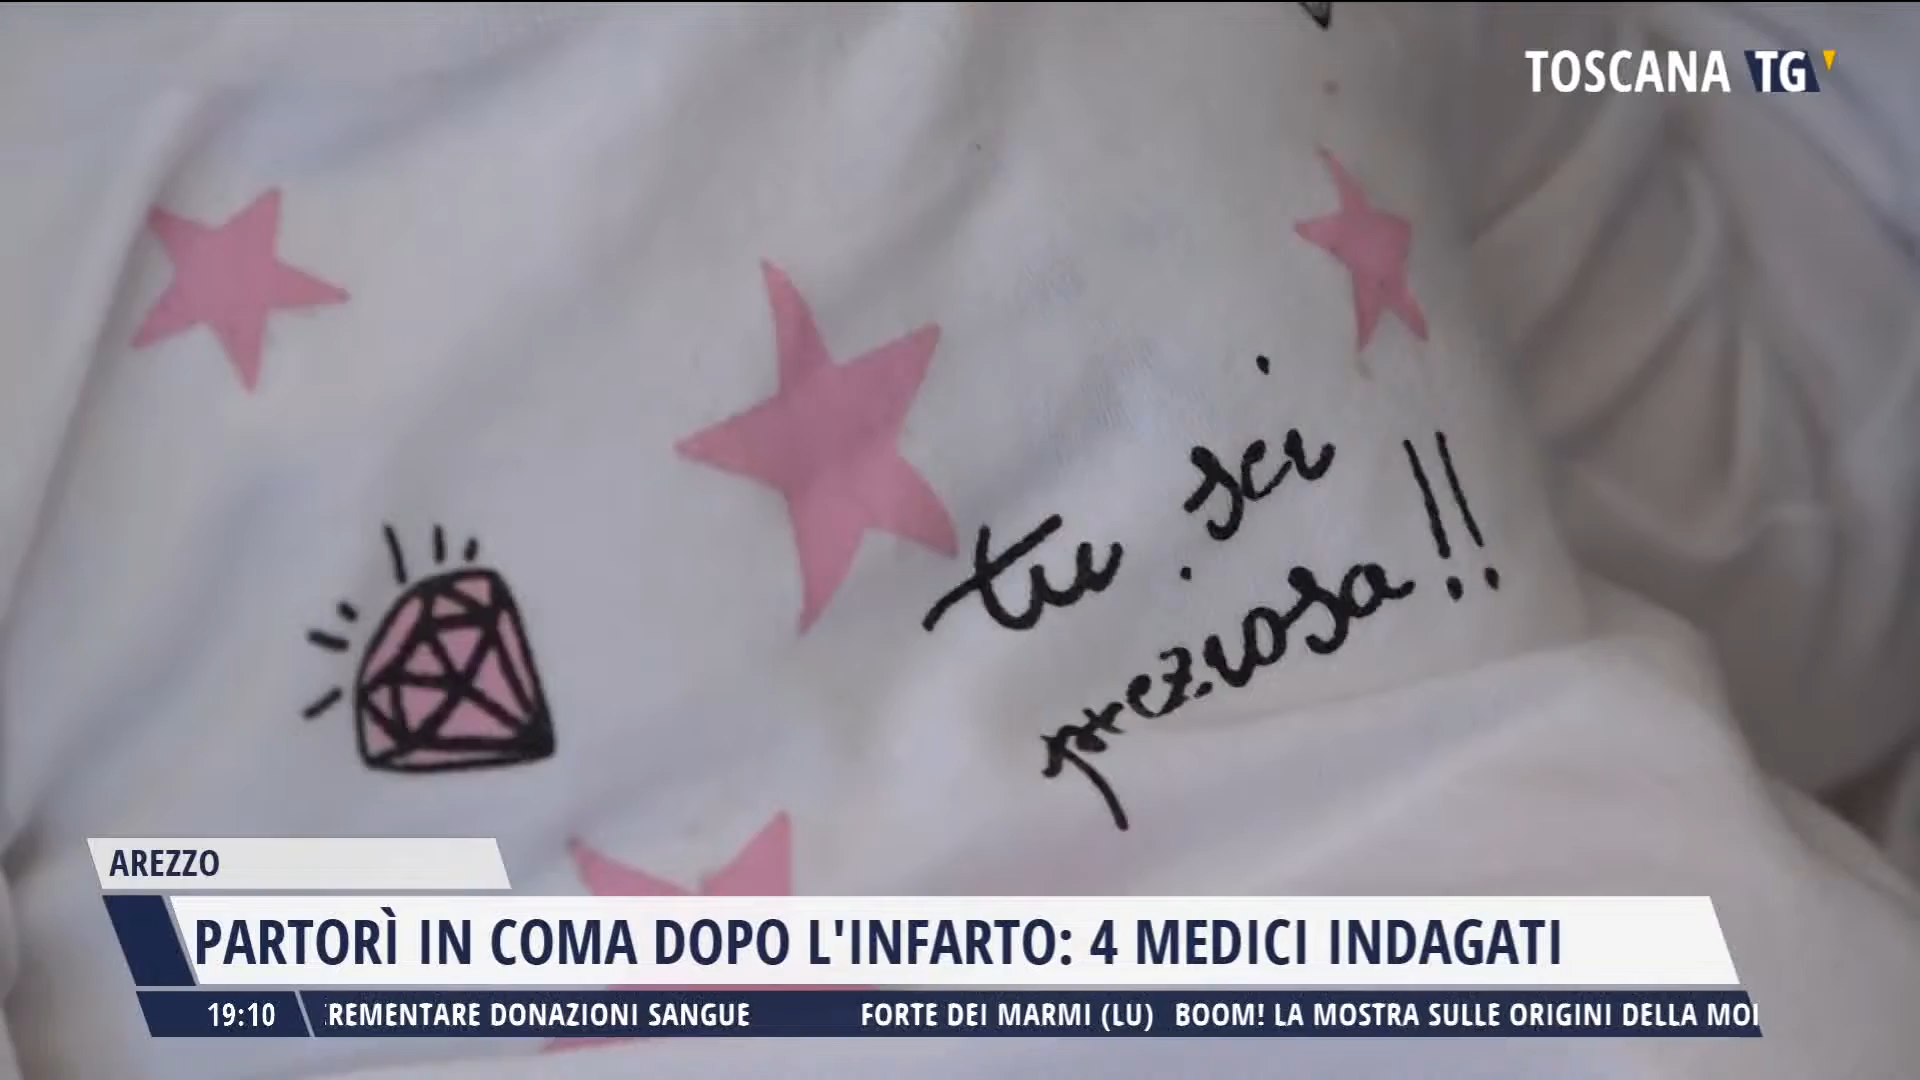 TOSCANA TG
tu sei
preziosa!!
AREZZO
PARTORÌ IN COMA DOPO L'INFARTO: 4 MEDICI INDAGATI
19:10 REMENTARE DONAZIONI SANGUE FORTE DEI MARMI (LU) BOOM! LA MOSTRA SULLE ORIGINI DELLA